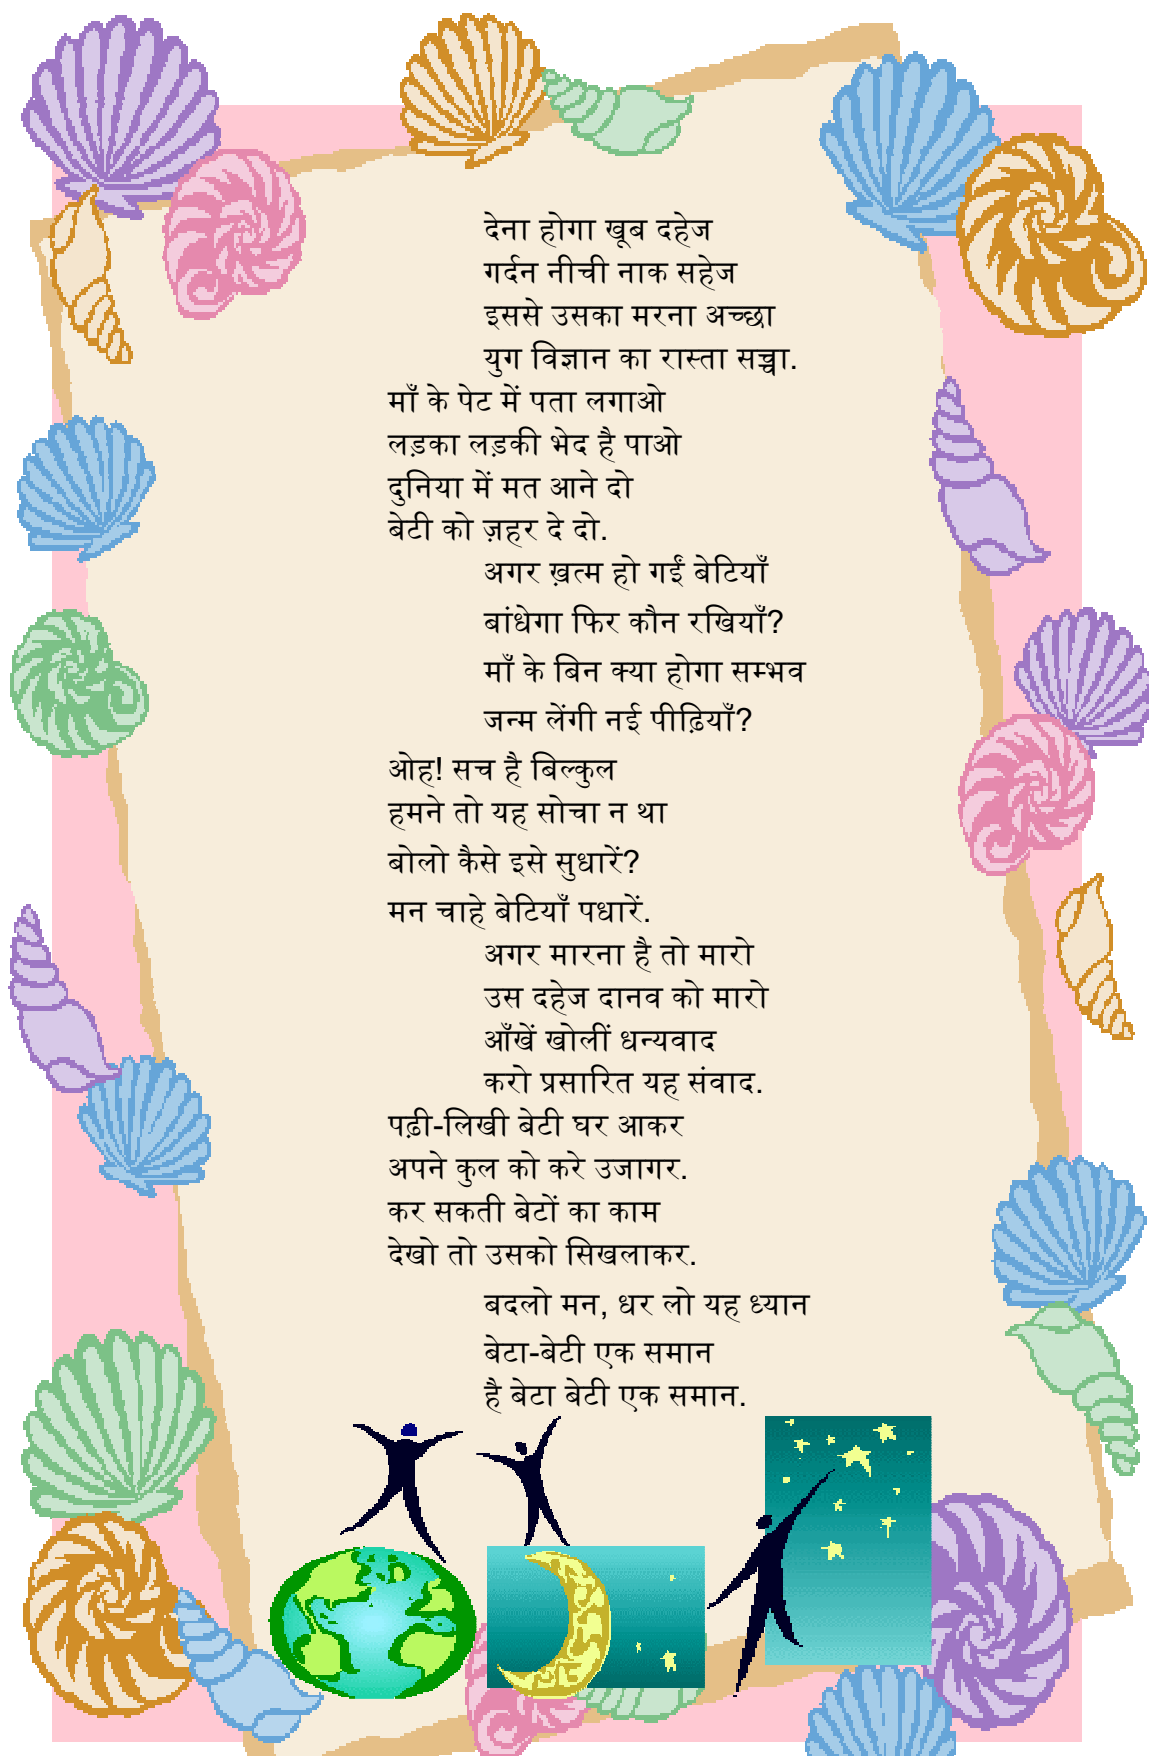 देना होगा खूब दहेज
गर्दन नीची नाक सहेज
इससे उसका मरना अच्छा
युग विज्ञान का रास्ता सच्चा.
माँ के पेट में पता लगाओ
लड़का लड़की भेद है पाओ
दुनिया में मत आने दो
बेटी को ज़हर दे दो.
अगर ख़त्म हो गईं बेटियाँ
बांधेगा फिर कौन रखियाँ?
माँ के बिन क्या होगा सम्भव
जन्म लेंगी नई पीढ़ियाँ?
ओह! सच है बिल्कुल
हमने तो यह सोचा न था
बोलो कैसे इसे सुधारें?
मन चाहे बेटियाँ पधारें.
अगर मारना है तो मारो
उस दहेज दानव को मारो
आँखें खोलीं धन्यवाद
करो प्रसारित यह संवाद.
पढ़ी-लिखी बेटी घर आकर
अपने कुल को करे उजागर.
कर सकती बेटों का काम
देखो तो उसको सिखलाकर.
बदलो मन, धर लो यह ध्यान
बेटा-बेटी एक समान
है बेटा बेटी एक समान.